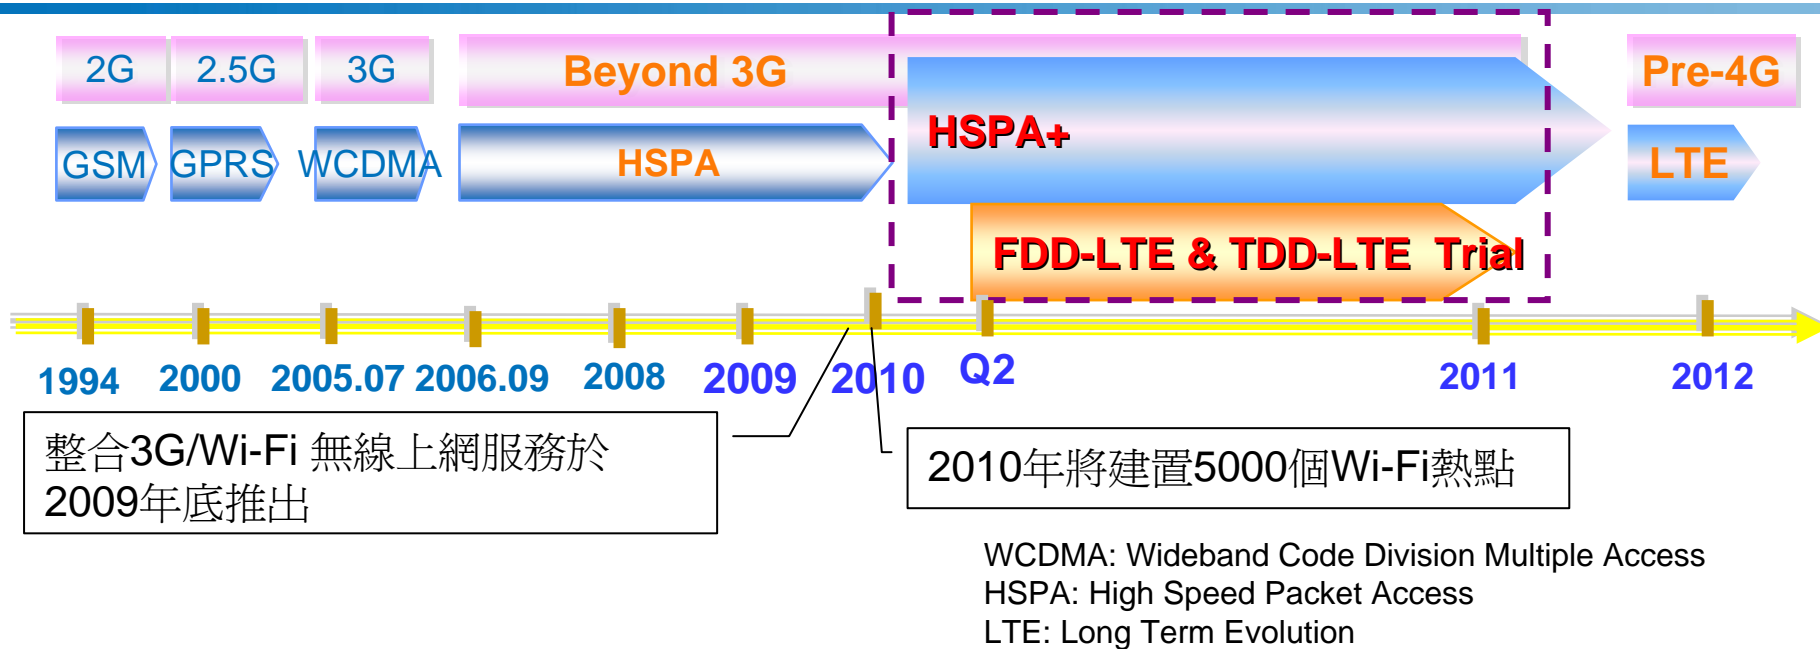 2G 2.5G 3G Beyond 3G Pre-4G
GSM GPRS WCDMA HSPA HSPA+ LTE
FDD-LTE & TDD-LTE Trial
1994 2000 2005.07 2006.09 2008 2009 2010 Q2 2011 2012
整合3G/Wi-Fi 無線上網服務於
2009年底推出
2010年將建置5000個Wi-Fi熱點
WCDMA: Wideband Code Division Multiple Access
HSPA: High Speed Packet Access
LTE: Long Term Evolution